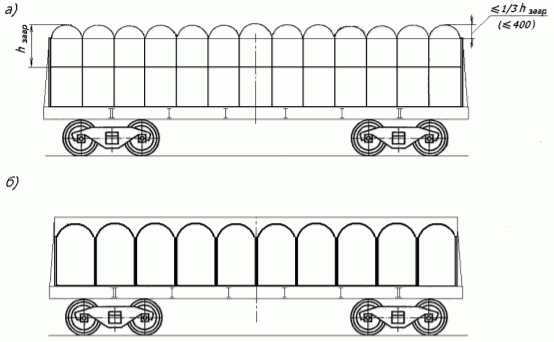 а)
≤ 1/3 h загр
(≤ 400)
h загр
б)